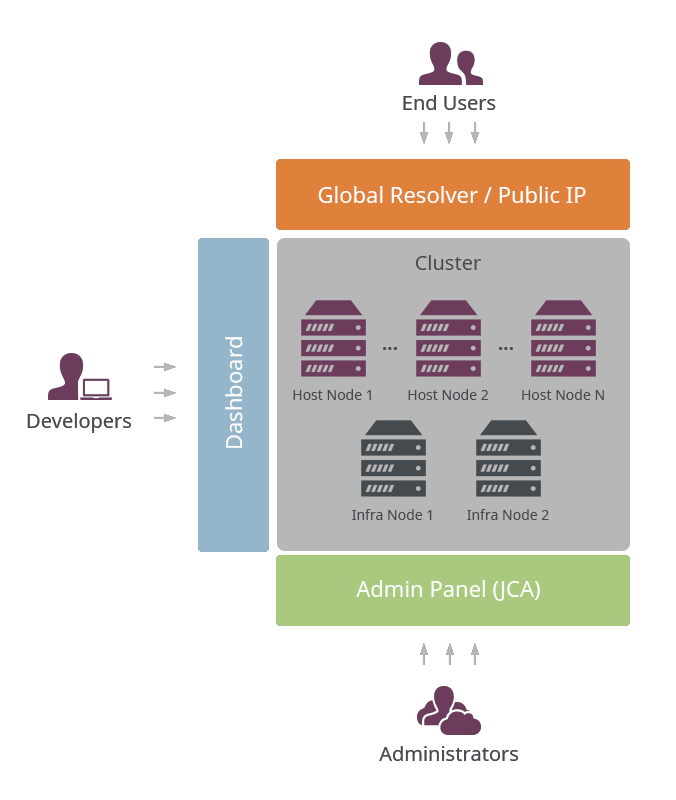 End Users
Global Resolver / Public IP
Cluster
... ...
Host Node 1 Host Node 2 Host Node N
Dashboard
Developers
Infra Node 1 Infra Node 2
Admin Panel (JCA)
Administrators